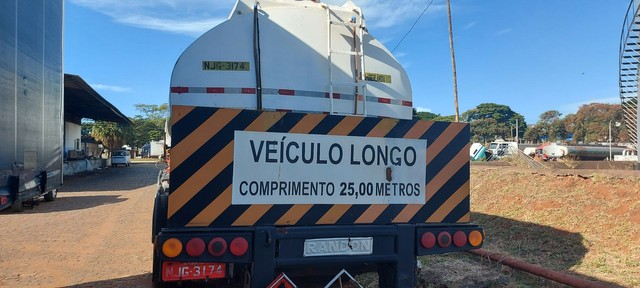 NJG-3174
VEÍCULO LONGO
COMPRIMENTO 25,00 METROS
RANDON
NJG 3174